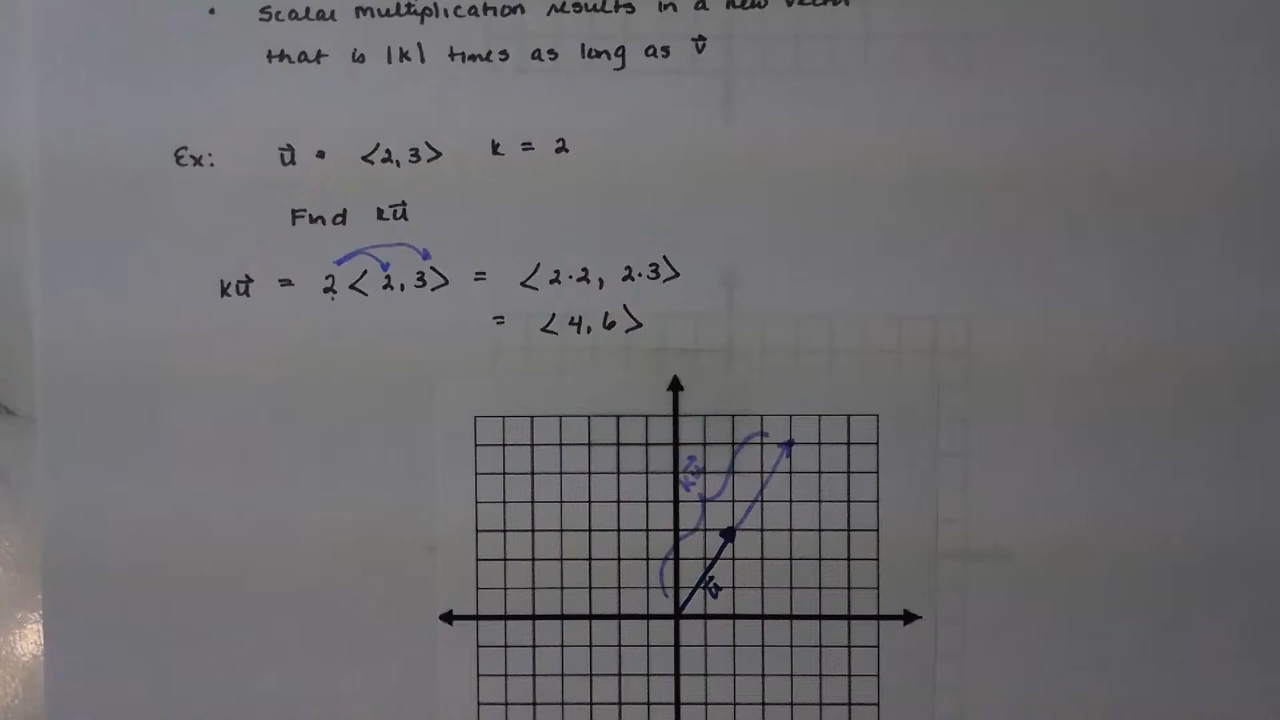 • Scalar multiplication results in a new vector
that is |k| times as long as v⃗
Ex: u⃗ = <2,3> k = 2
Find ku⃗
ku⃗ = 2<2,3> = <2·2, 2·3>
= <4,6>
ku⃗
u⃗